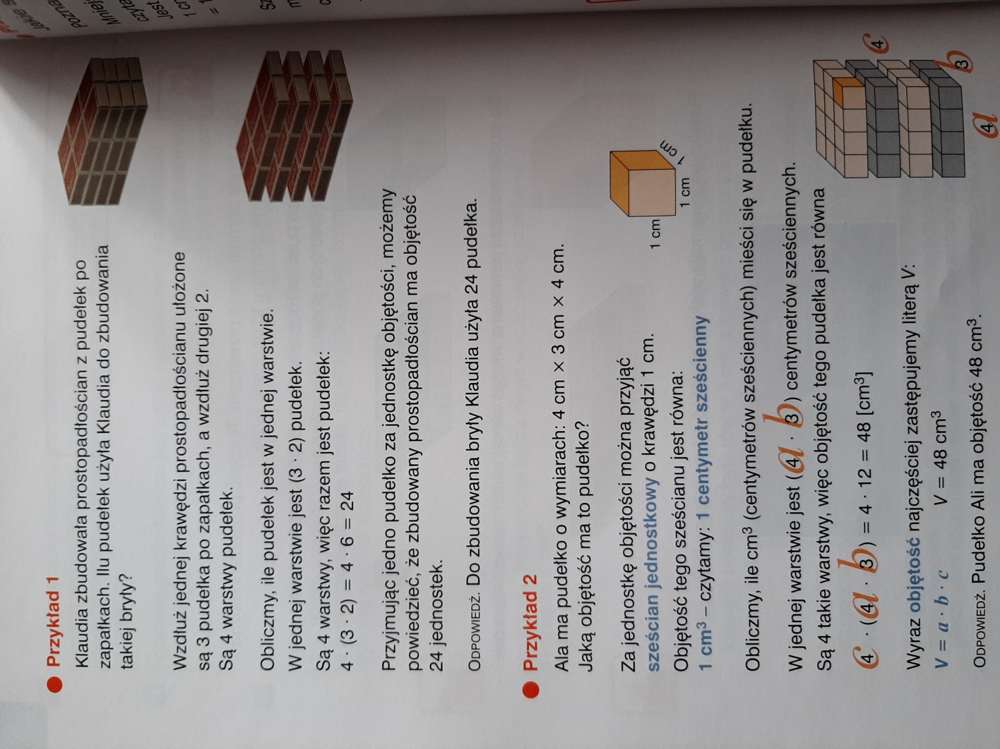 Przykład 1
Klaudia zbudowała prostopadłościan z pudełek po
zapałkach. Ilu pudełek użyła Klaudia do zbudowania
takiej bryły?
Wzdłuż jednej krawędzi prostopadłościanu ułożone
są 3 pudełka po zapałkach, a wzdłuż drugiej 2.
Są 4 warstwy pudełek.
Obliczmy, ile pudełek jest w jednej warstwie.
W jednej warstwie jest (3 · 2) pudełek.
Są 4 warstwy, więc razem jest pudełek:
4 · (3 · 2) = 4 · 6 = 24
Przyjmując jedno pudełko za jednostkę objętości, możemy
powiedzieć, że zbudowany prostopadłościan ma objętość
24 jednostek.
ODPOWIEDŹ. Do zbudowania bryły Klaudia użyła 24 pudełka.
Przykład 2
Ala ma pudełko o wymiarach: 4 cm × 3 cm × 4 cm.
Jaką objętość ma to pudełko?
Za jednostkę objętości można przyjąć
sześcian jednostkowy o krawędzi 1 cm.
Objętość tego sześcianu jest równa:
1 cm³ – czytamy: 1 centymetr sześcienny
1 cm
1 cm
1 cm
Obliczmy, ile cm³ (centymetrów sześciennych) mieści się w pudełku.
W jednej warstwie jest (4 a · 3 b) centymetrów sześciennych.
Są 4 takie warstwy, więc objętość tego pudełka jest równa
4 c · (4 a · 3 b) = 4 · 12 = 48 [cm³]
4 c
3 b
4 a
Wyraz objętość najczęściej zastępujemy literą V:
V = a · b · c V = 48 cm³
ODPOWIEDŹ. Pudełko Ali ma objętość 48 cm³.